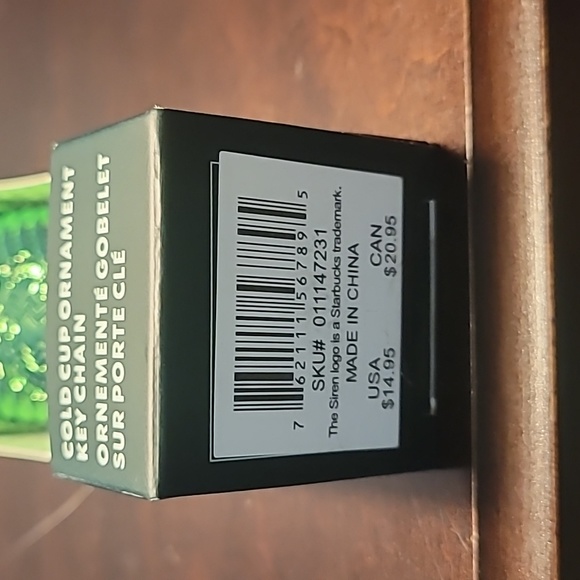 COLD CUP ORNAMENT
KEY CHAIN
ORNEMENTÉ GOBELET
SUR PORTE CLÉ
7 62111 56789 5
SKU# 011147231
The Siren logo is a Starbucks trademark.
MADE IN CHINA
USA CAN
$14.95 $20.95